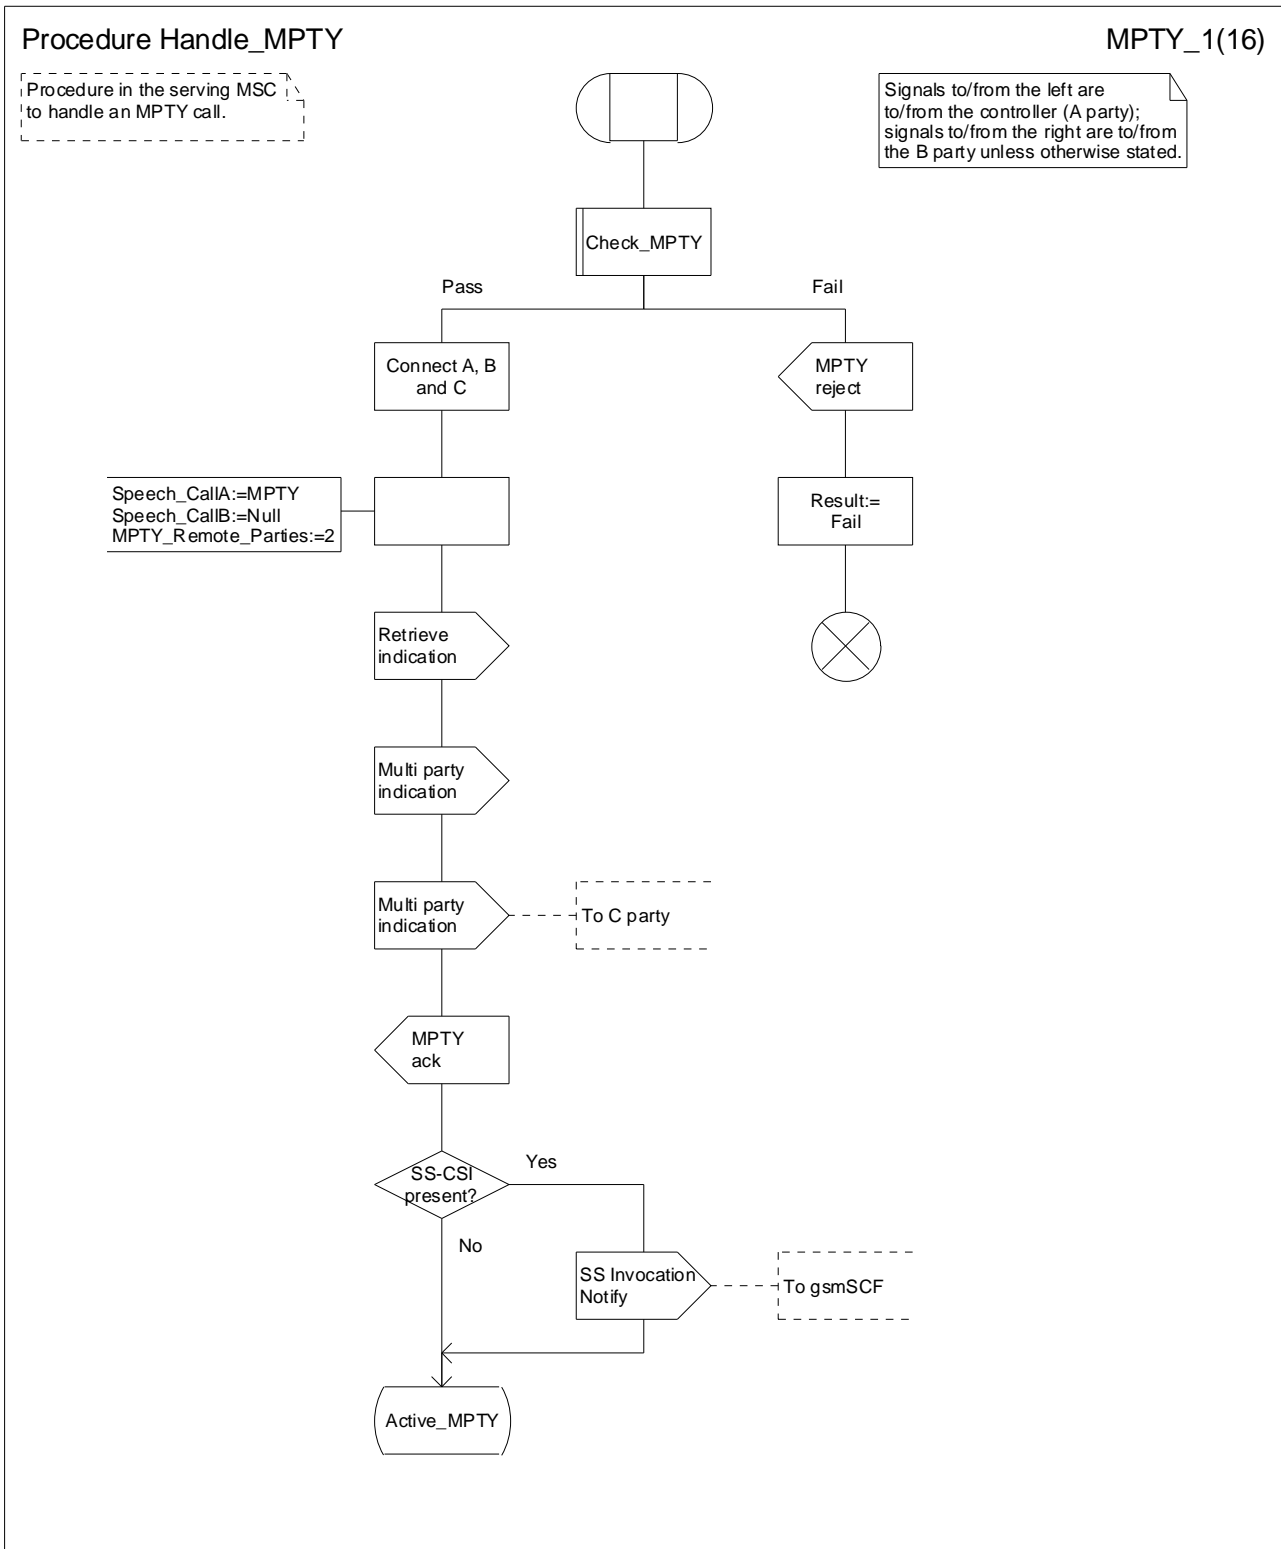 Procedure Handle_MPTY
MPTY_1(16)
Procedure in the serving MSC
to handle an MPTY call.
Signals to/from the left are
to/from the controller (A party);
signals to/from the right are to/from
the B party unless otherwise stated.
Check_MPTY
Pass
Fail
Connect A, B
and C
MPTY
reject
Speech_CallA:=MPTY
Speech_CallB:=Null
MPTY_Remote_Parties:=2
Result:=
Fail
Retrieve
indication
Multi party
indication
Multi party
indication
To C party
MPTY
ack
SS-CSI
present?
Yes
No
SS Invocation
Notify
To gsmSCF
Active_MPTY